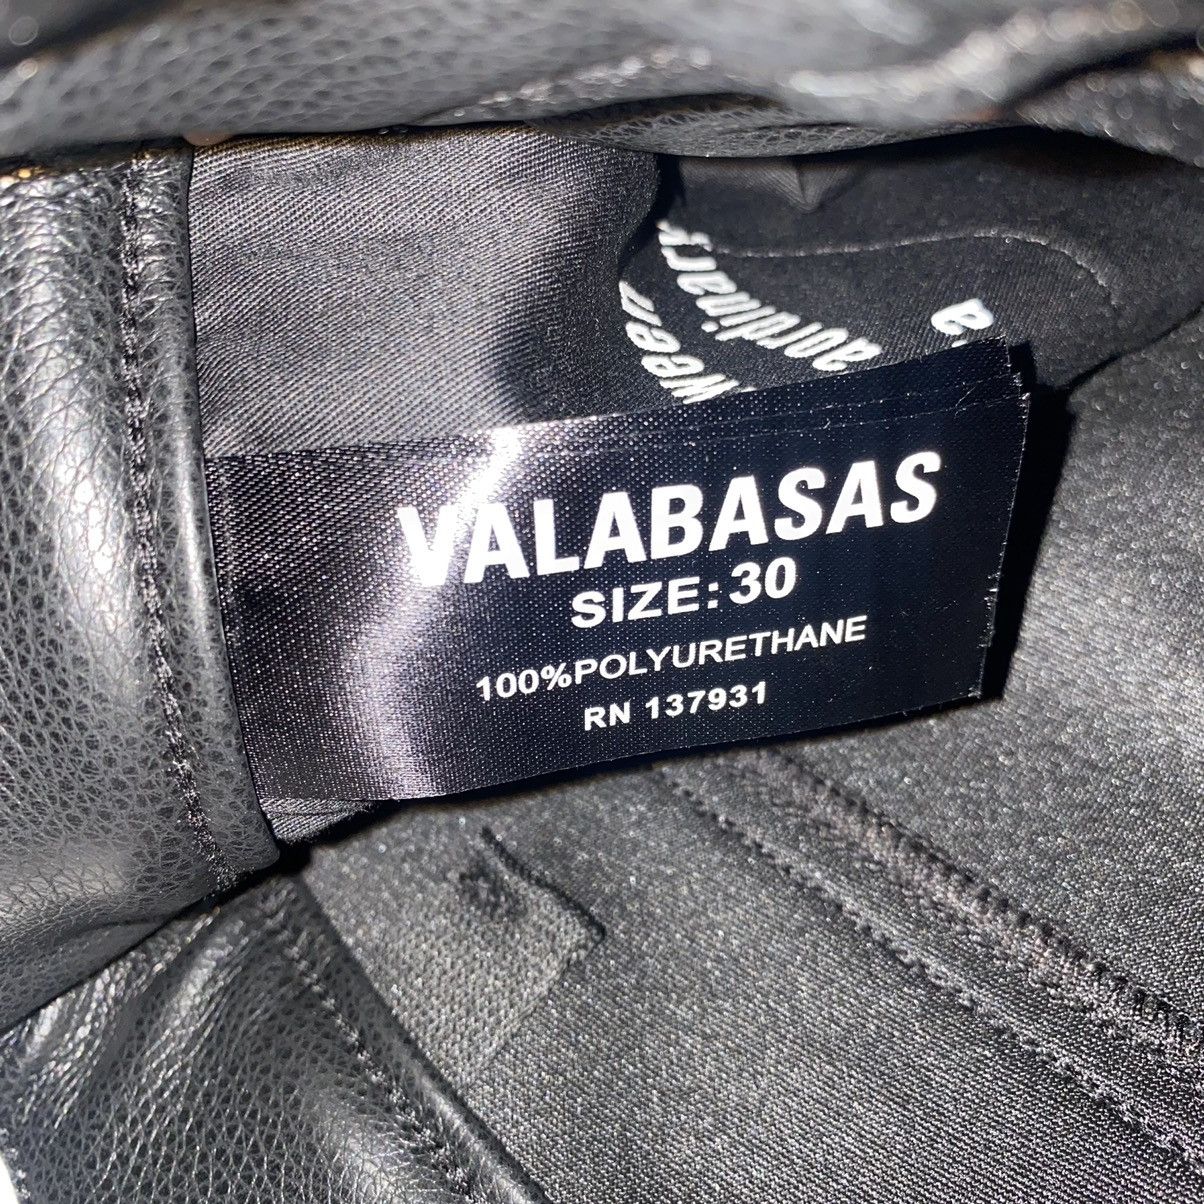 VALABASAS
SIZE: 30
100%POLYURETHANE
RN 137931